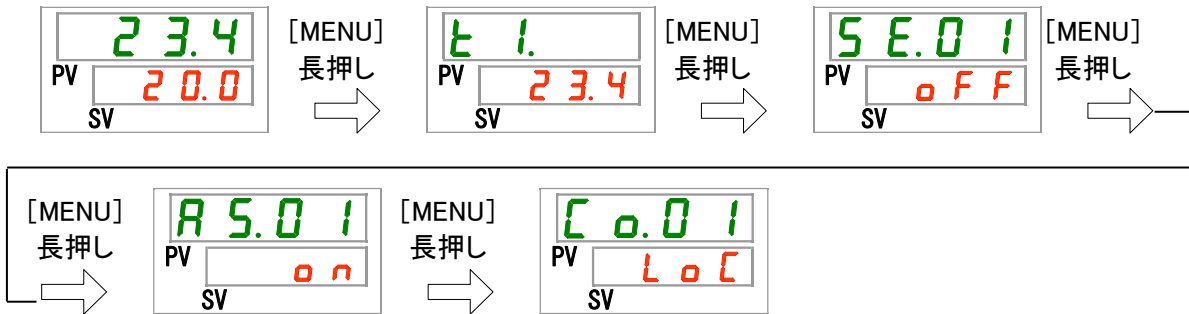 23.4
PV
20.0
SV
[MENU]
長押し
t1.
PV
23.4
SV
[MENU]
長押し
SE.01
PV
oFF
SV
[MENU]
長押し
[MENU]
長押し
AS.01
PV
on
SV
[MENU]
長押し
Co.01
PV
LoC
SV